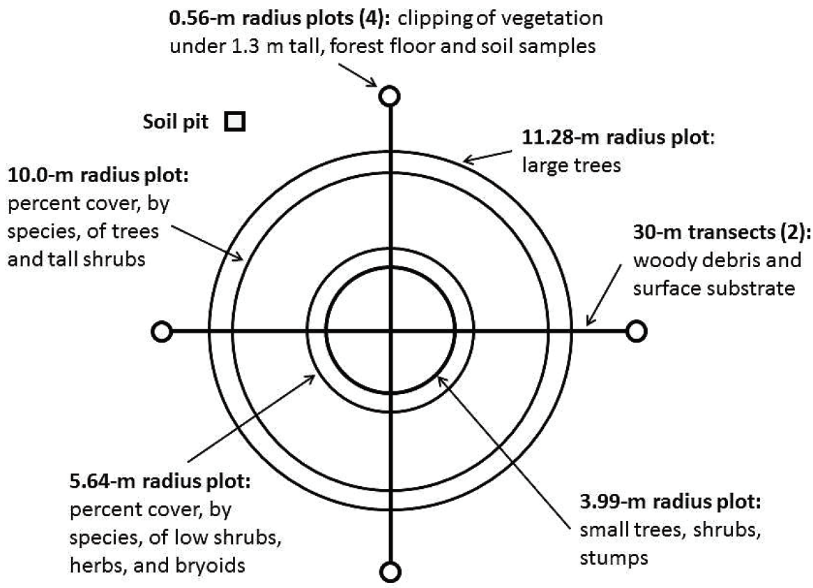 0.56-m radius plots (4): clipping of vegetation
under 1.3 m tall, forest floor and soil samples
Soil pit
11.28-m radius plot:
large trees
10.0-m radius plot:
percent cover, by
species, of trees
and tall shrubs
30-m transects (2):
woody debris and
surface substrate
5.64-m radius plot:
percent cover, by
species, of low shrubs,
herbs, and bryoids
3.99-m radius plot:
small trees, shrubs,
stumps